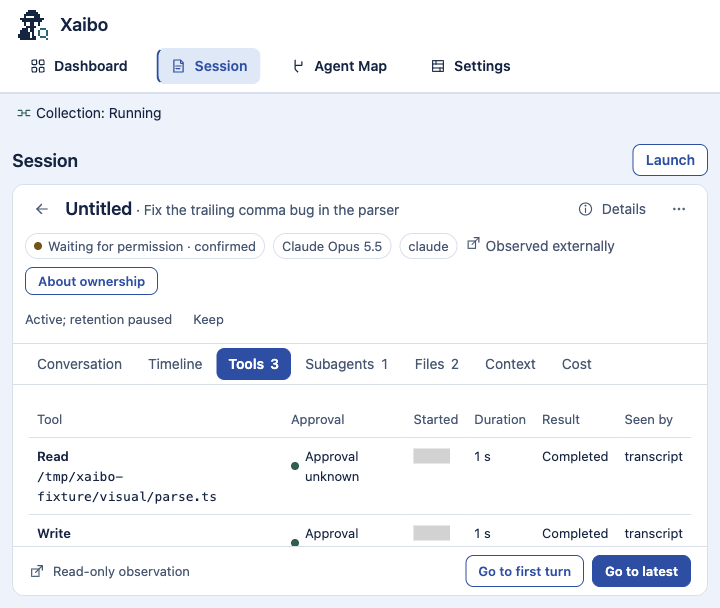 Xaibo
Dashboard Session Agent Map Settings
Collection: Running
Session Launch
Untitled · Fix the trailing comma bug in the parser Details ···
Waiting for permission · confirmed Claude Opus 5.5 claude Observed externally
About ownership
Active; retention paused Keep
Conversation Timeline Tools 3 Subagents 1 Files 2 Context Cost
Tool Approval Started Duration Result Seen by
Read Approval 1 s Completed transcript
/tmp/xaibo- unknown
fixture/visual/parse.ts
Write Approval 1 s Completed transcript
Read-only observation Go to first turn Go to latest